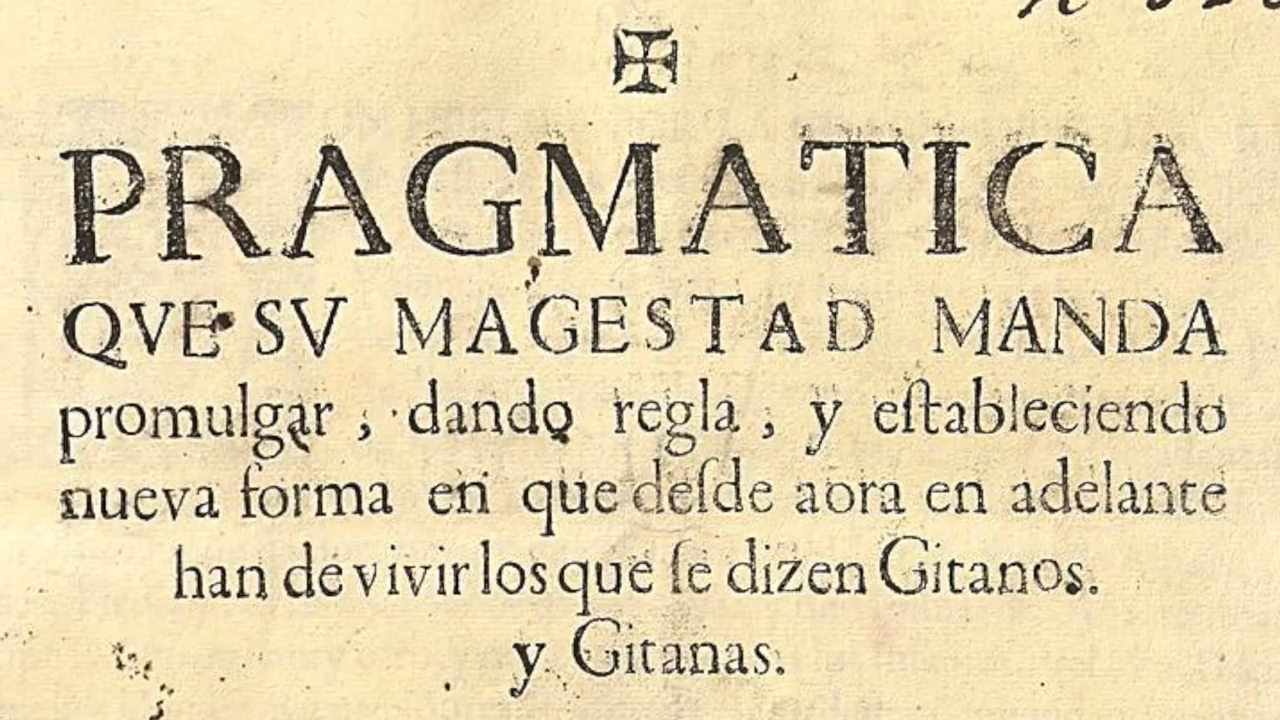 PRAGMATICA
QVE SV MAGESTAD MANDA
promulgar, dando regla, y eſtableciendo
nueva forma en que deſde aora en adelante
han de vivir los que ſe dizen Gitanos.
y Gitanas.